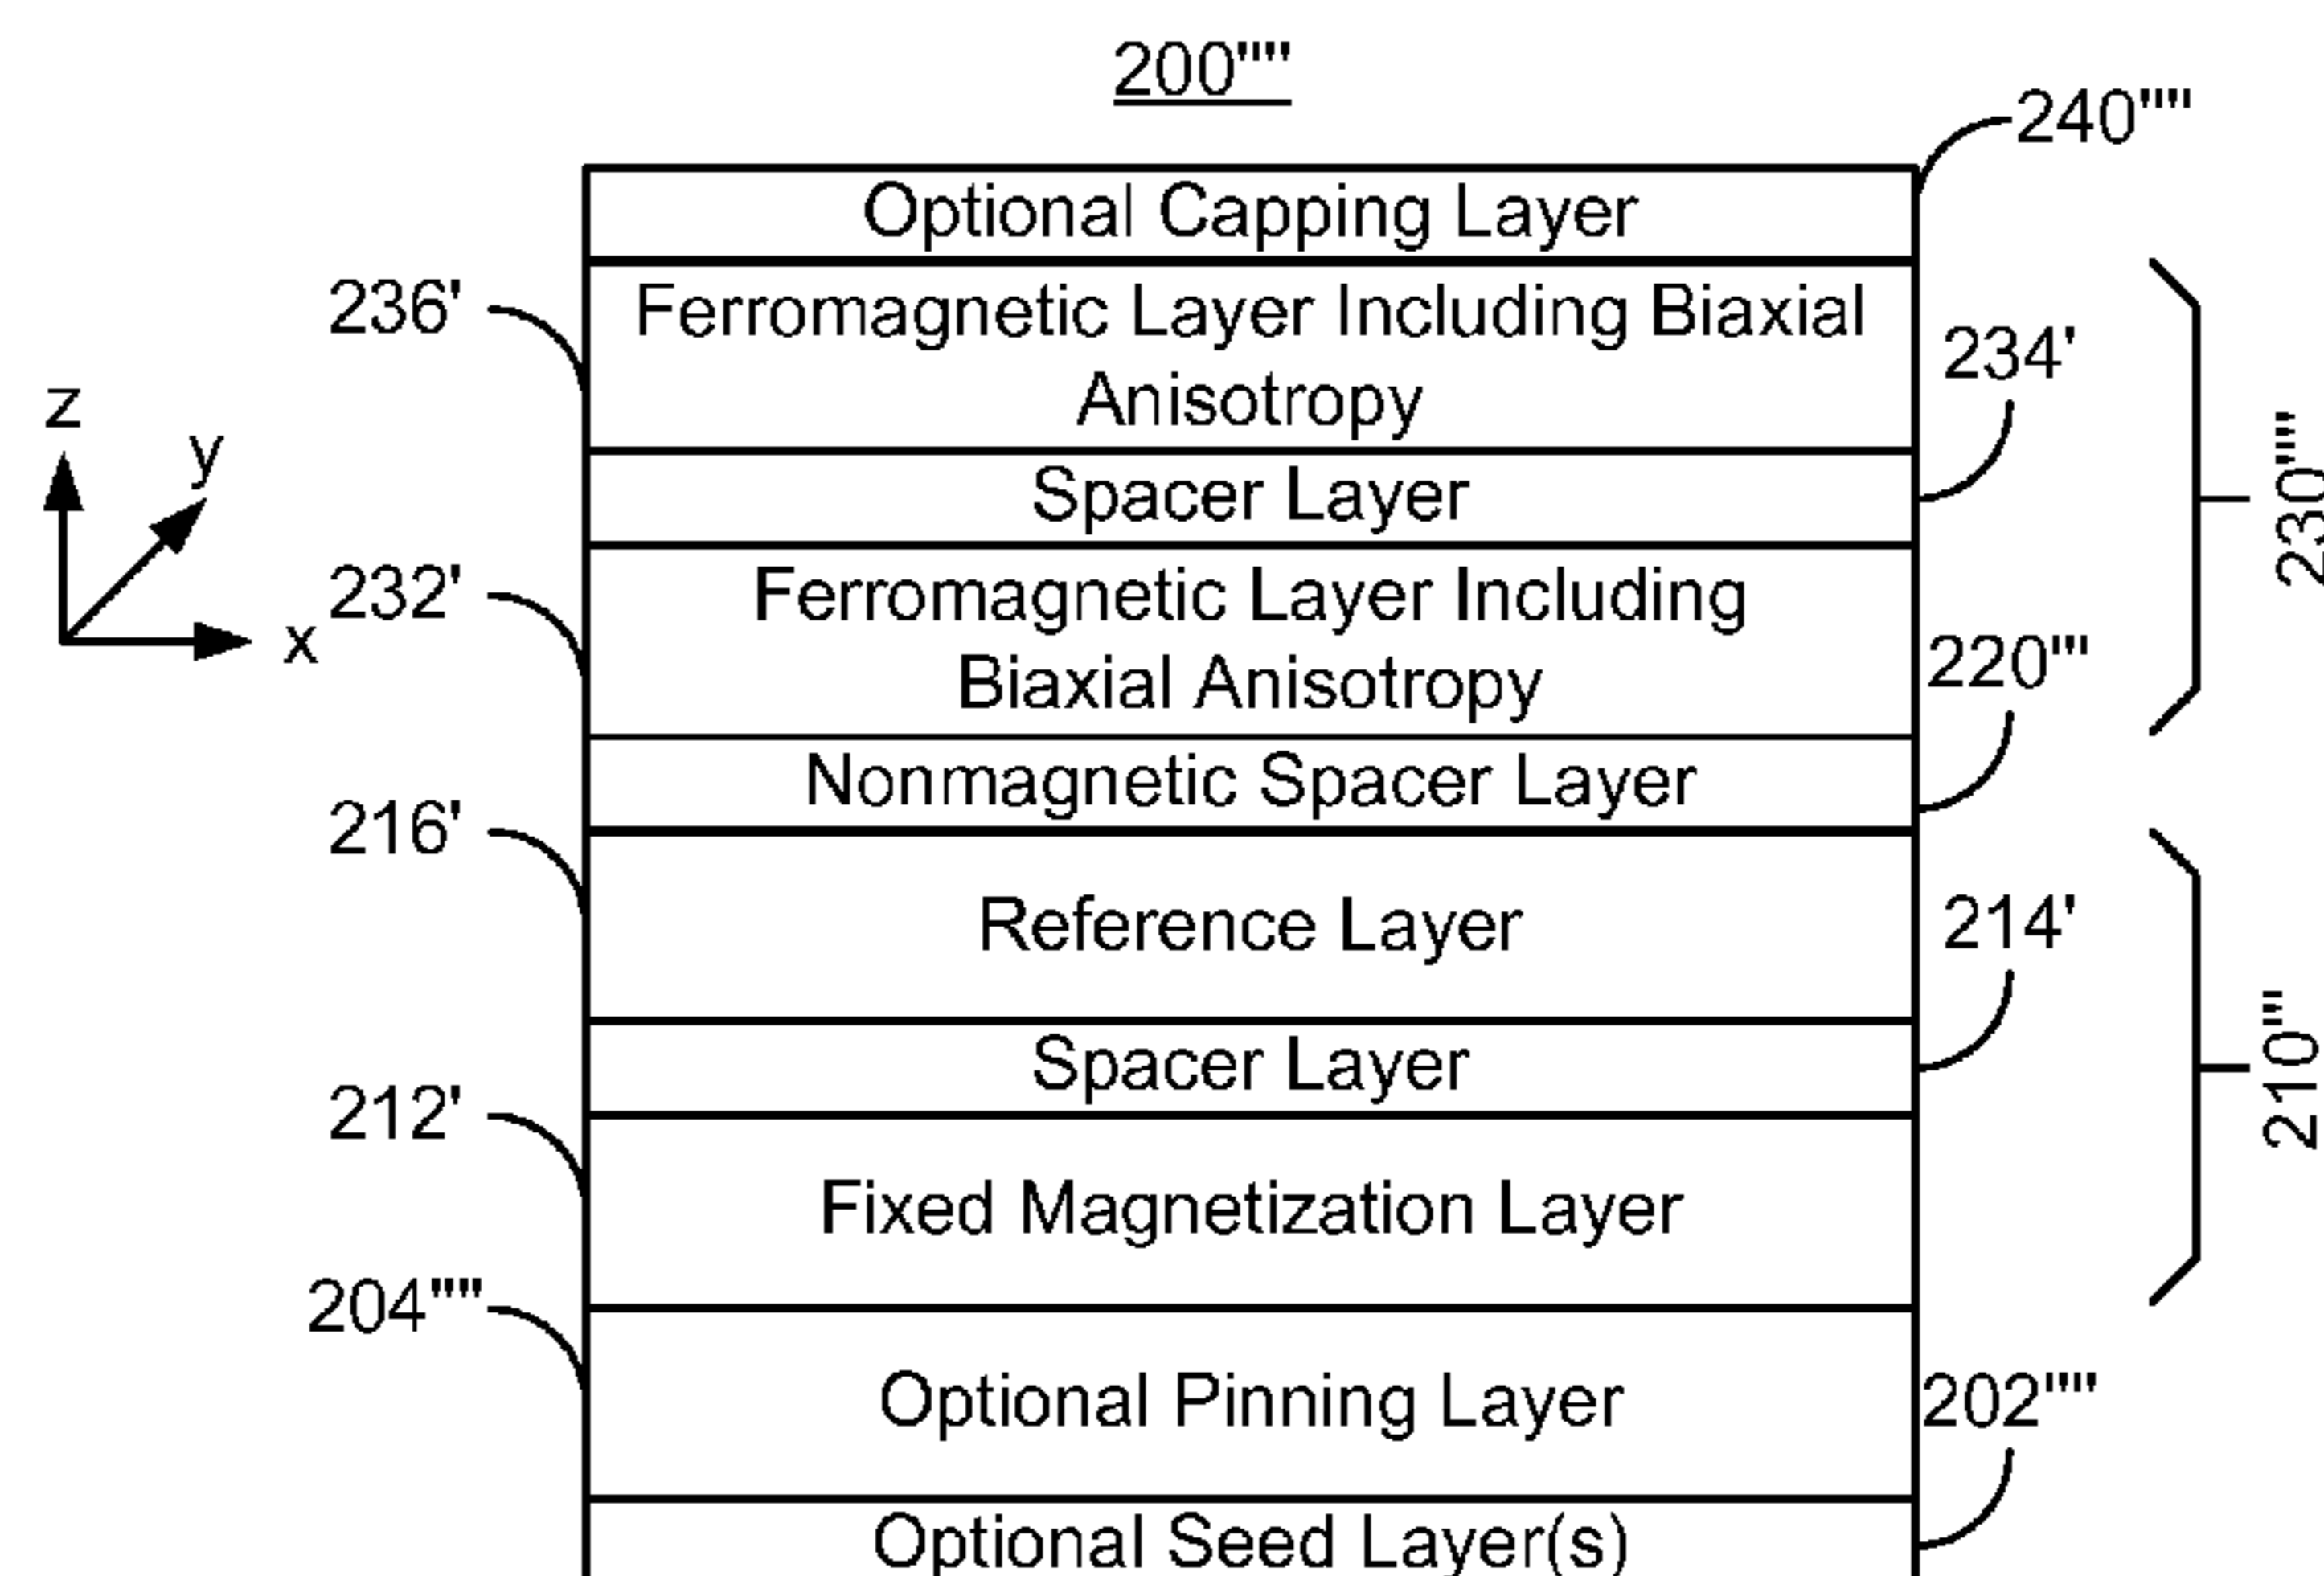 200""
240""
Optional Capping Layer
236'
Ferromagnetic Layer Including Biaxial
Anisotropy
234'
z
y
x
Spacer Layer
230""
232'
Ferromagnetic Layer Including
Biaxial Anisotropy
220"'
Nonmagnetic Spacer Layer
216'
Reference Layer
214'
Spacer Layer
210"'
212'
Fixed Magnetization Layer
204""
Optional Pinning Layer
202""
Optional Seed Layer(s)